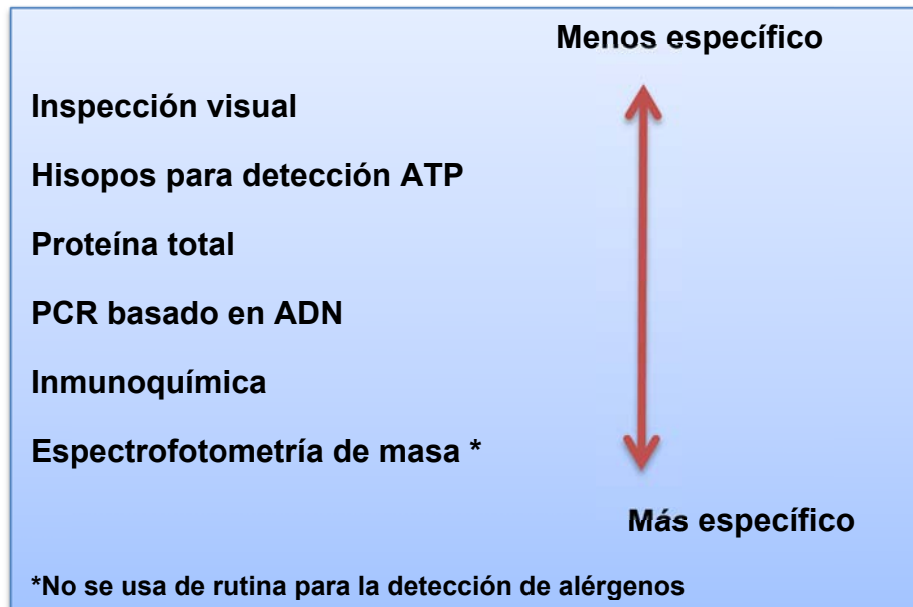 Menos específico
Inspección visual
Hisopos para detección ATP
Proteína total
PCR basado en ADN
Inmunoquímica
Espectrofotometría de masa *
Más específico
*No se usa de rutina para la detección de alérgenos